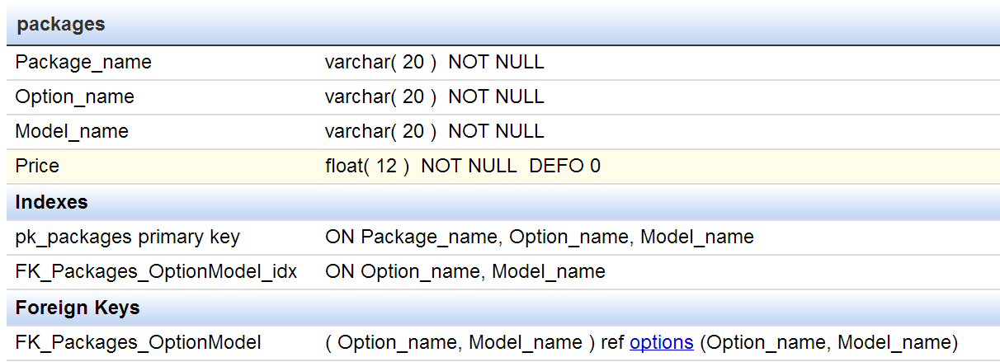 packages
Package_name varchar( 20 ) NOT NULL
Option_name varchar( 20 ) NOT NULL
Model_name varchar( 20 ) NOT NULL
Price float( 12 ) NOT NULL DEFO 0
Indexes
pk_packages primary key ON Package_name, Option_name, Model_name
FK_Packages_OptionModel_idx ON Option_name, Model_name
Foreign Keys
FK_Packages_OptionModel ( Option_name, Model_name ) ref options (Option_name, Model_name)